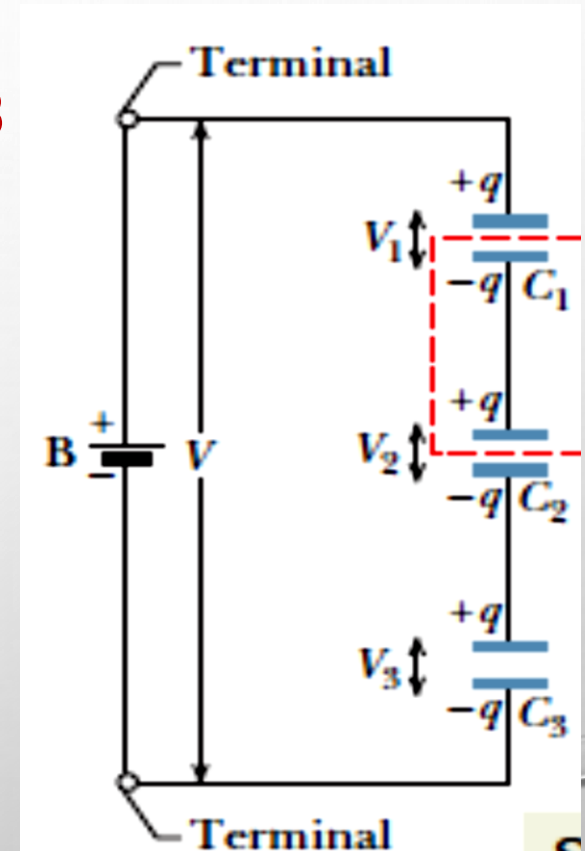 Terminal
+q
V₁
−q C₁
+q
+
B V
−
V₂
−q C₂
+q
V₃
−q C₃
Terminal